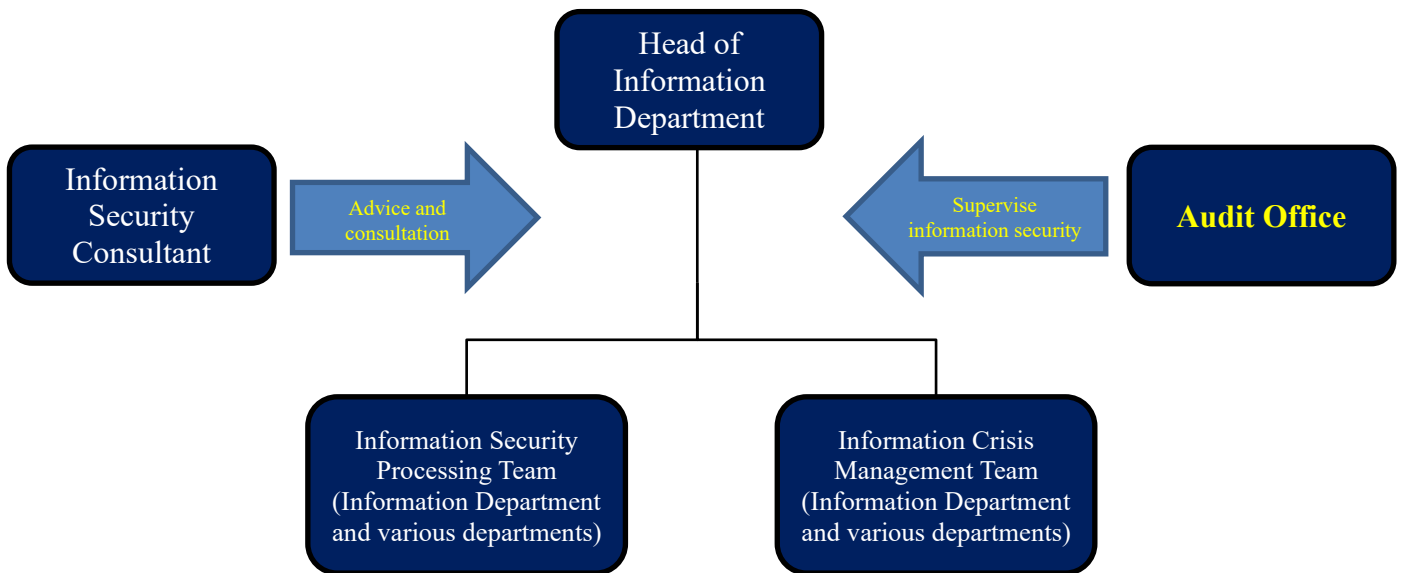 Head of
Information
Department
Information
Security
Consultant
Advice and
consultation
Supervise
information security
Audit Office
Information Security
Processing Team
(Information Department
and various departments)
Information Crisis
Management Team
(Information Department
and various departments)